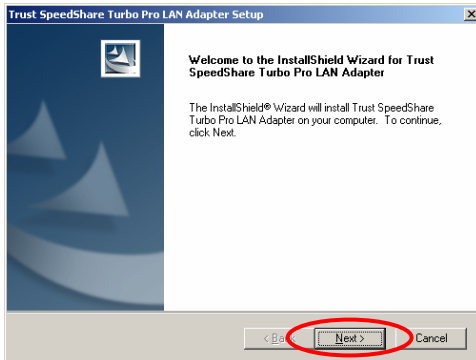 Trust SpeedShare Turbo Pro LAN Adapter Setup
Welcome to the InstallShield Wizard for Trust
SpeedShare Turbo Pro LAN Adapter
The InstallShield® Wizard will install Trust SpeedShare
Turbo Pro LAN Adapter on your computer. To continue,
click Next.
< Back Next > Cancel